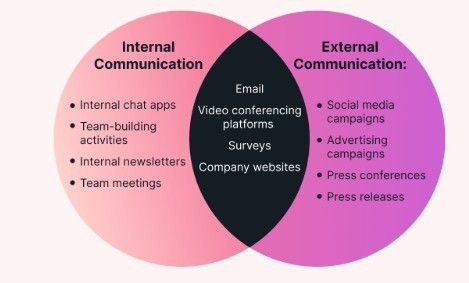 Internal
Communication
• Internal chat apps
• Team-building
activities
• Internal newsletters
• Team meetings
Email
Video conferencing
platforms
Surveys
Company websites
External
Communication:
• Social media
campaigns
• Advertising
campaigns
• Press conferences
• Press releases